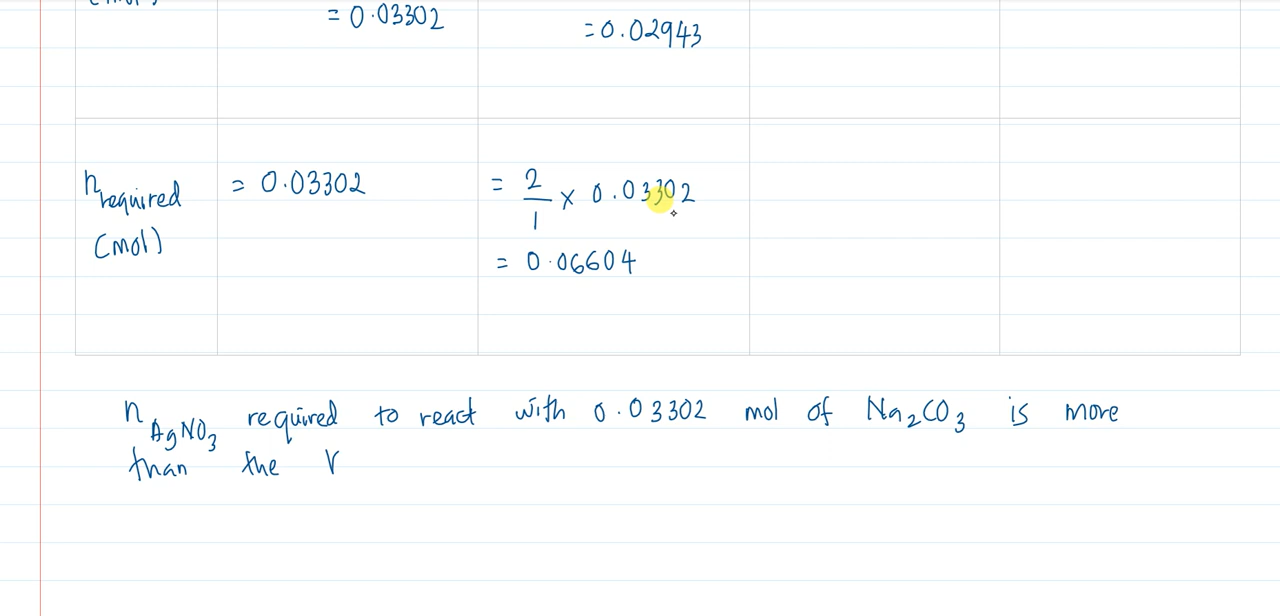 = 0.03302
= 0.02943
n required (mol)
= 0.03302
= 2/1 × 0.03302
= 0.06604
n AgNO3 required to react with 0.03302 mol of Na2CO3 is more
than the